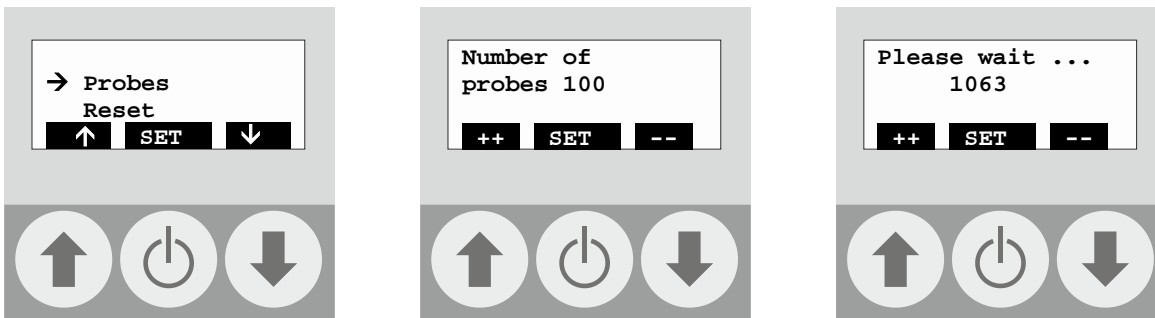 → Probes
Reset
↑ SET ↓
Number of
probes 100
++ SET --
Please wait ...
1063
++ SET --